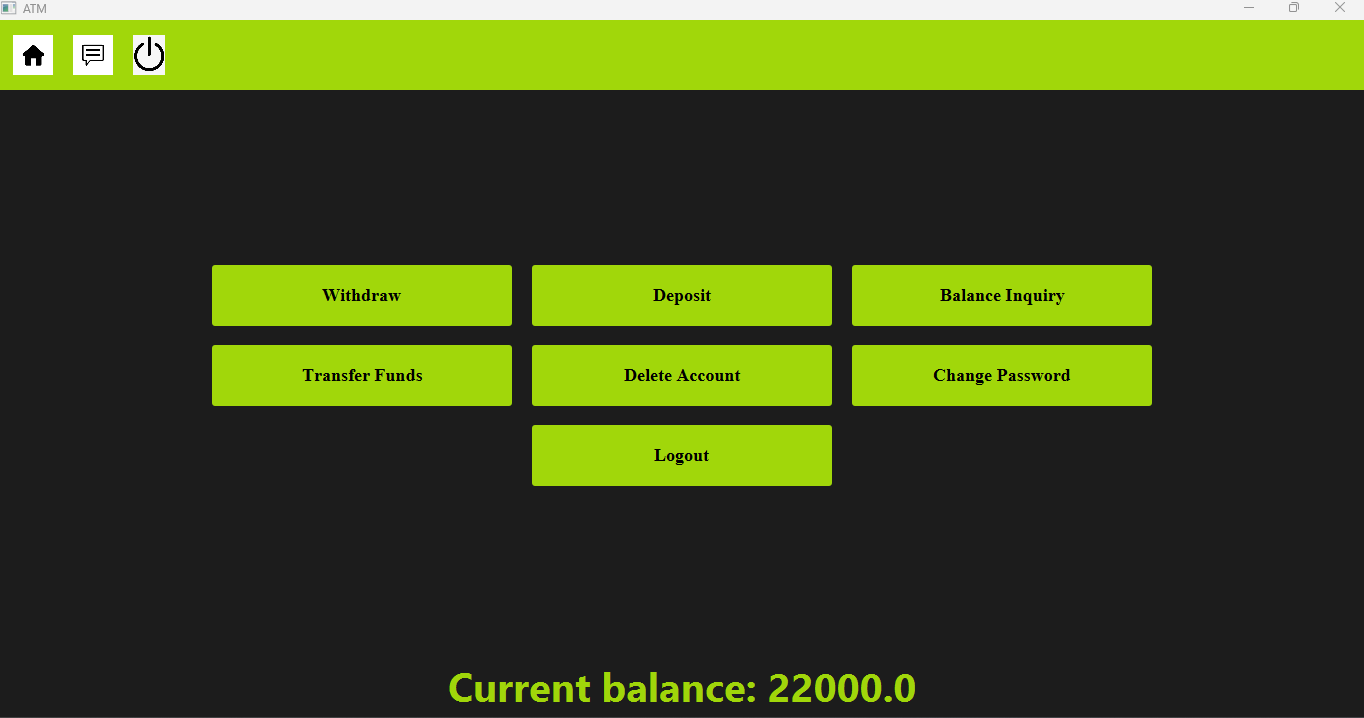 ATM
Withdraw
Deposit
Balance Inquiry
Transfer Funds
Delete Account
Change Password
Logout
Current balance: 22000.0